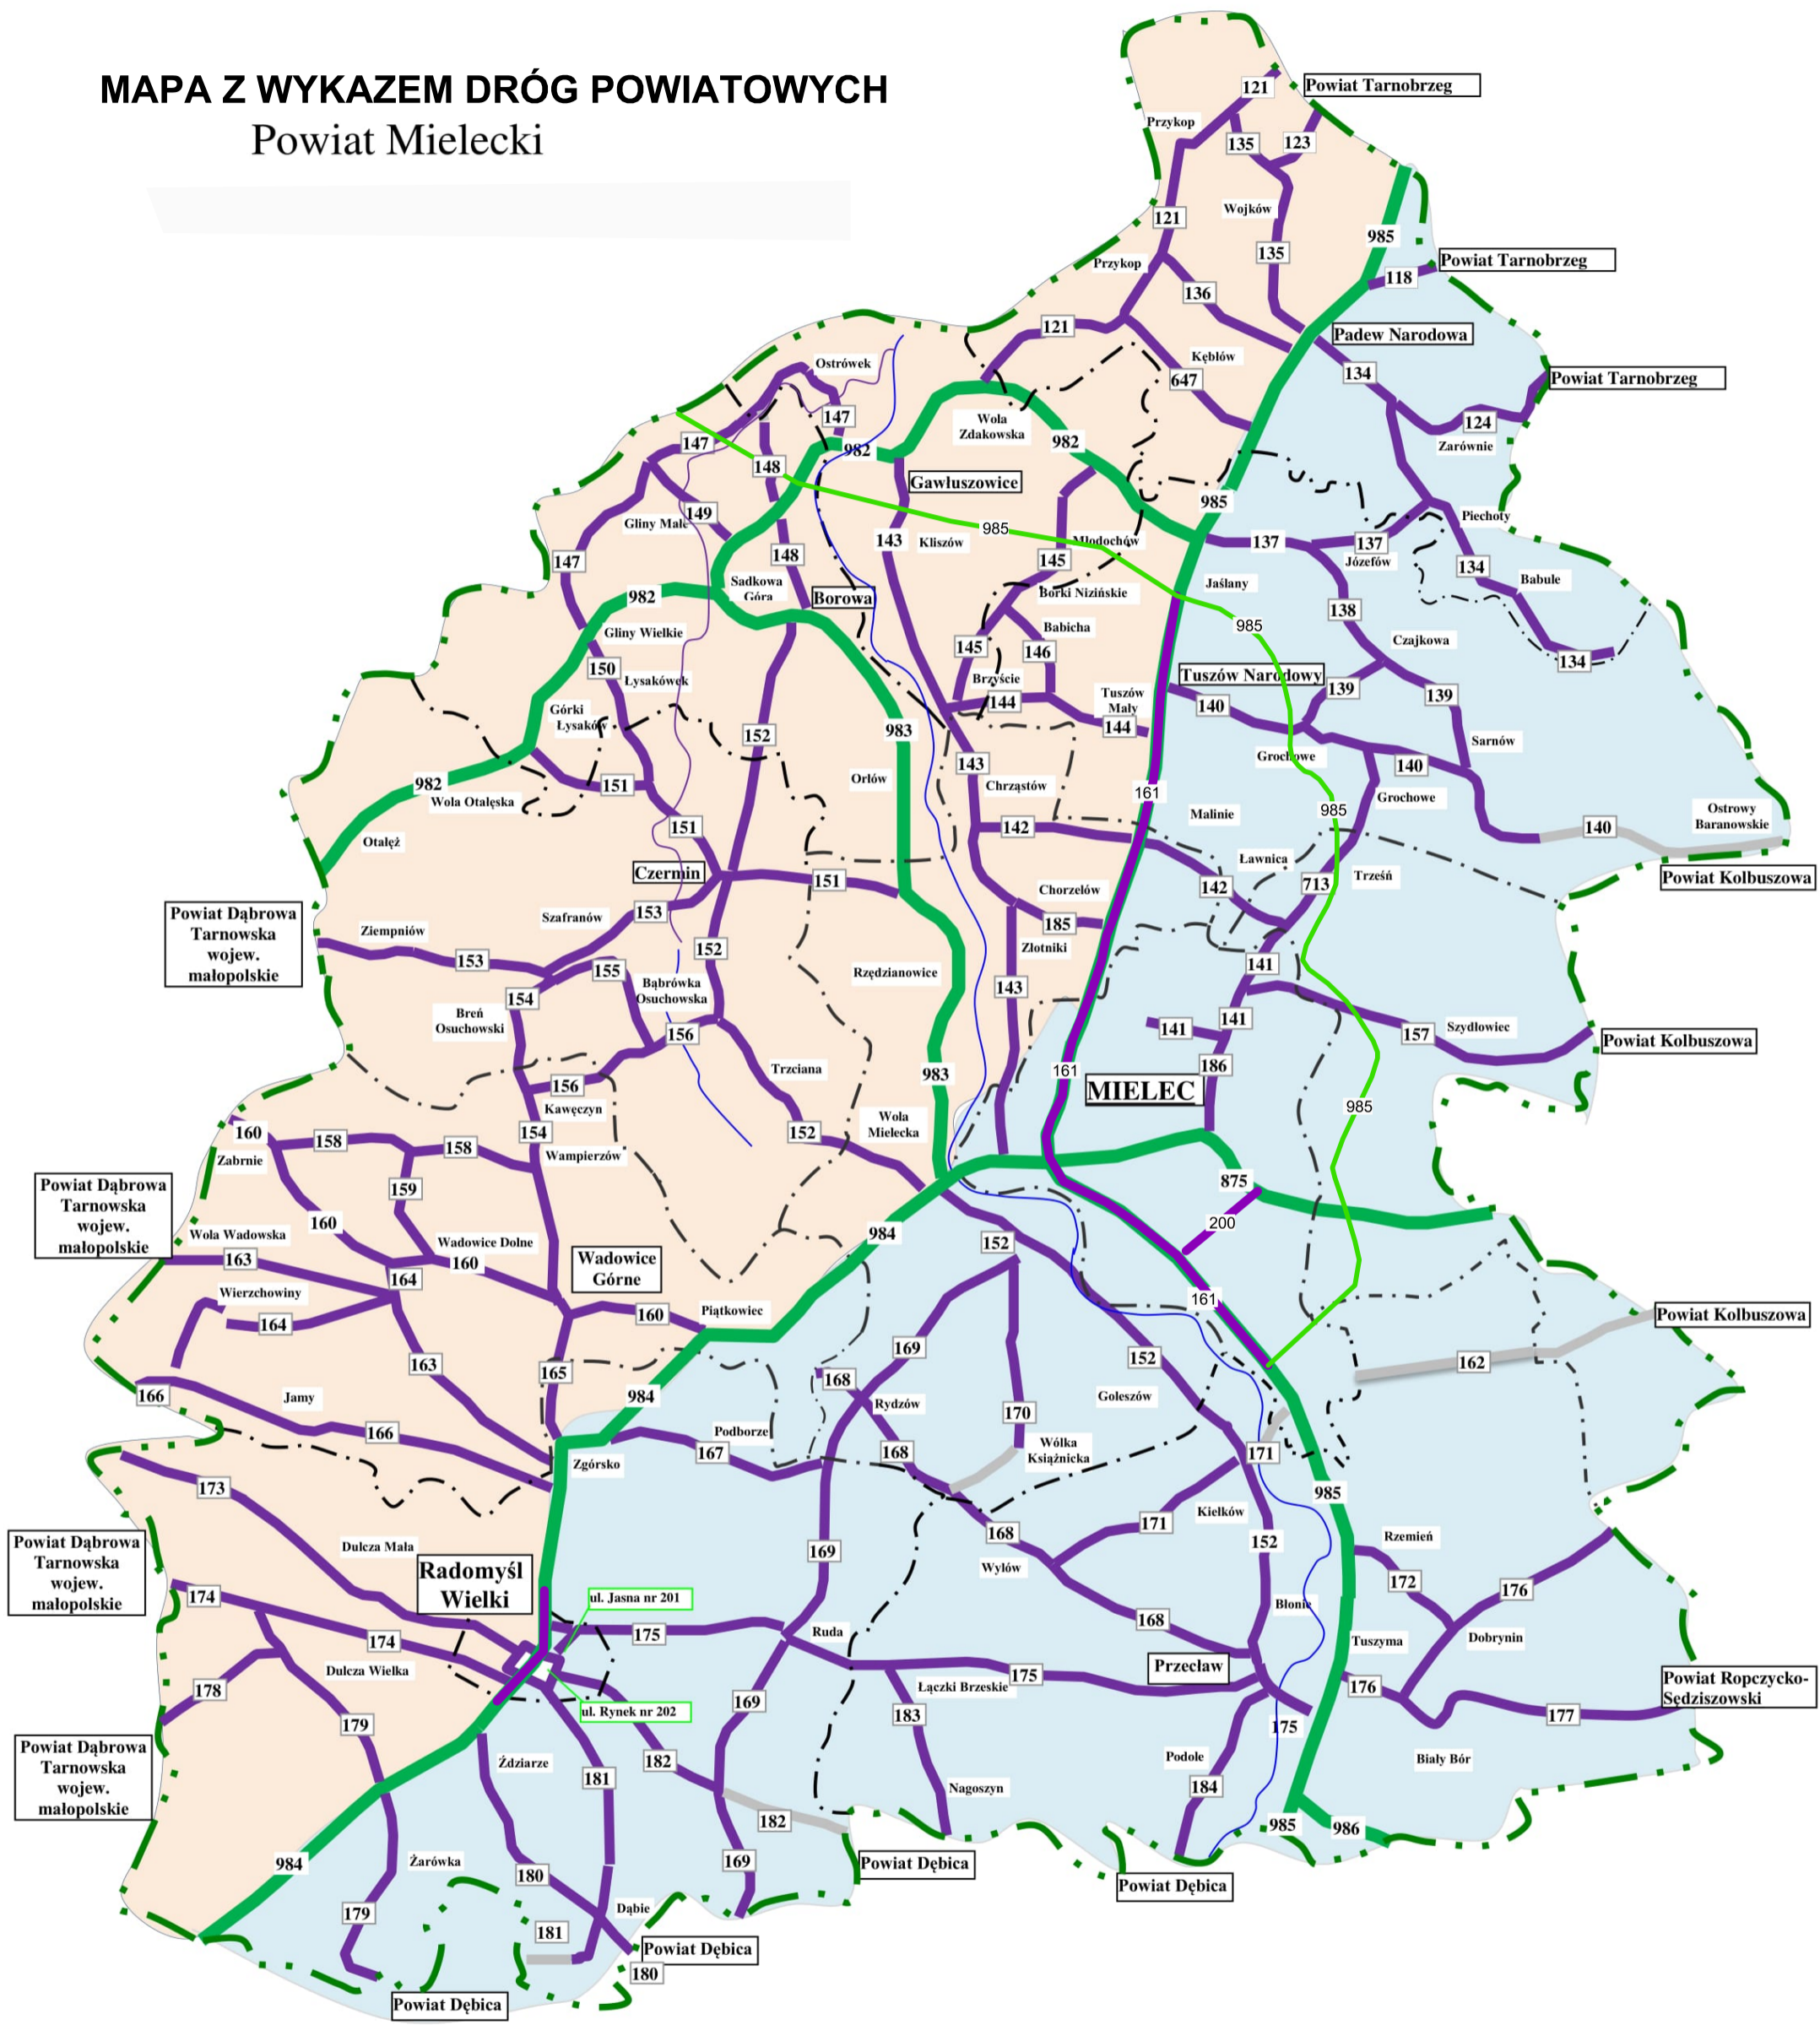 MAPA Z WYKAZEM DRÓG POWIATOWYCH
Powiat Mielecki
121
Powiat Tarnobrzeg
Przykop
135
123
121
Wojków
985
135
Przykop
Powiat Tarnobrzeg
118
136
121
Padew Narodowa
Kębłów
134
Ostrówek
647
Powiat Tarnobrzeg
147
Wola
Zdakowska
124
147
982
982
Zarównie
148
Gawłuszowice
985
149
Gliny Małe
Piechoty
985
143
Kliszów
Młodochów
137
137
147
148
145
Józefów
134
Sadkowa
Góra
Jaślany
Babule
982
Borowa
Borki Nizińskie
138
985
Babicha
Gliny Wielkie
Czajkowa
145
146
150
134
Łysakówek
Brzyście
Tuszów Narodowy
139
139
144
Tuszów
Mały
140
Górki
Łysaków
144
983
152
Sarnów
Grochowe
143
140
Orłów
982
151
Chrząstów
161
Grochowe
Wola Otałęska
985
Malinie
Ostrowy
Baranowskie
151
142
140
Otałęż
Ławnica
Czermin
151
142
713
Trześń
Powiat Kolbuszowa
Chorzelów
Powiat Dąbrowa
Tarnowska
wojew.
małopolskie
153
Szafranów
185
Ziempniów
152
Złotniki
153
155
Rzędzianowice
141
Bąbrówka
Osuchowska
143
154
Breń
Osuchowski
141
141
157
Szydłowiec
156
Powiat Kolbuszowa
186
Trzciana
983
161
156
MIELEC
Kawęczyn
985
Wola
Mielecka
160
158
154
152
158
Zabrnie
Wampierzów
Powiat Dąbrowa
Tarnowska
wojew.
małopolskie
159
875
160
200
Wola Wadowska
984
Wadowice Dolne
152
163
160
Wadowice
Górne
164
Wierzchowiny
161
160
Piątkowiec
Powiat Kolbuszowa
164
169
163
152
162
165
168
166
984
Goleszów
Jamy
Rydzów
170
166
Podborze
Wólka
Książnicka
167
168
171
Zgórsko
173
985
Kiełków
171
168
Rzemień
Powiat Dąbrowa
Tarnowska
wojew.
małopolskie
Dulcza Mała
152
169
Radomyśl
Wielki
Wylów
172
176
174
ul. Jasna nr 201
Błonie
168
175
Ruda
174
Tuszyma
Dobrynin
Przecław
Dulcza Wielka
175
Powiat Ropczycko-
Sędziszowski
178
Łączki Brzeskie
176
169
ul. Rynek nr 202
183
177
179
175
Powiat Dąbrowa
Tarnowska
wojew.
małopolskie
Podole
Biały Bór
Ździarze
182
181
184
Nagoszyn
182
985
986
Żarówka
984
169
Powiat Dębica
180
Powiat Dębica
Dąbie
179
181
Powiat Dębica
180
Powiat Dębica